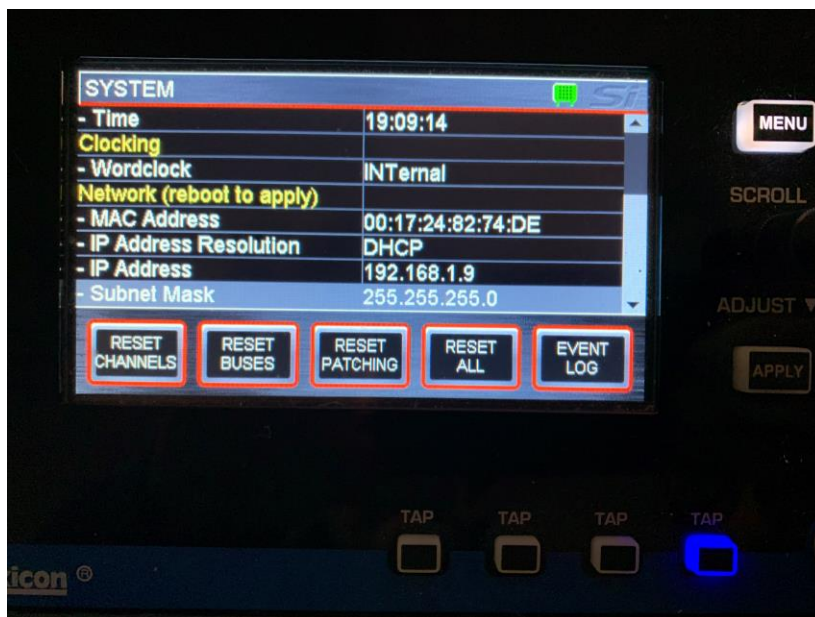 SYSTEM
Si
- Time 19:09:14
Clocking
- Wordclock INTernal
Network (reboot to apply)
- MAC Address 00:17:24:82:74:DE
- IP Address Resolution DHCP
- IP Address 192.168.1.9
- Subnet Mask 255.255.255.0
RESET CHANNELS
RESET BUSES
RESET PATCHING
RESET ALL
EVENT LOG
MENU
SCROLL
ADJUST ▼
APPLY
TAP TAP TAP TAP
xicon ®